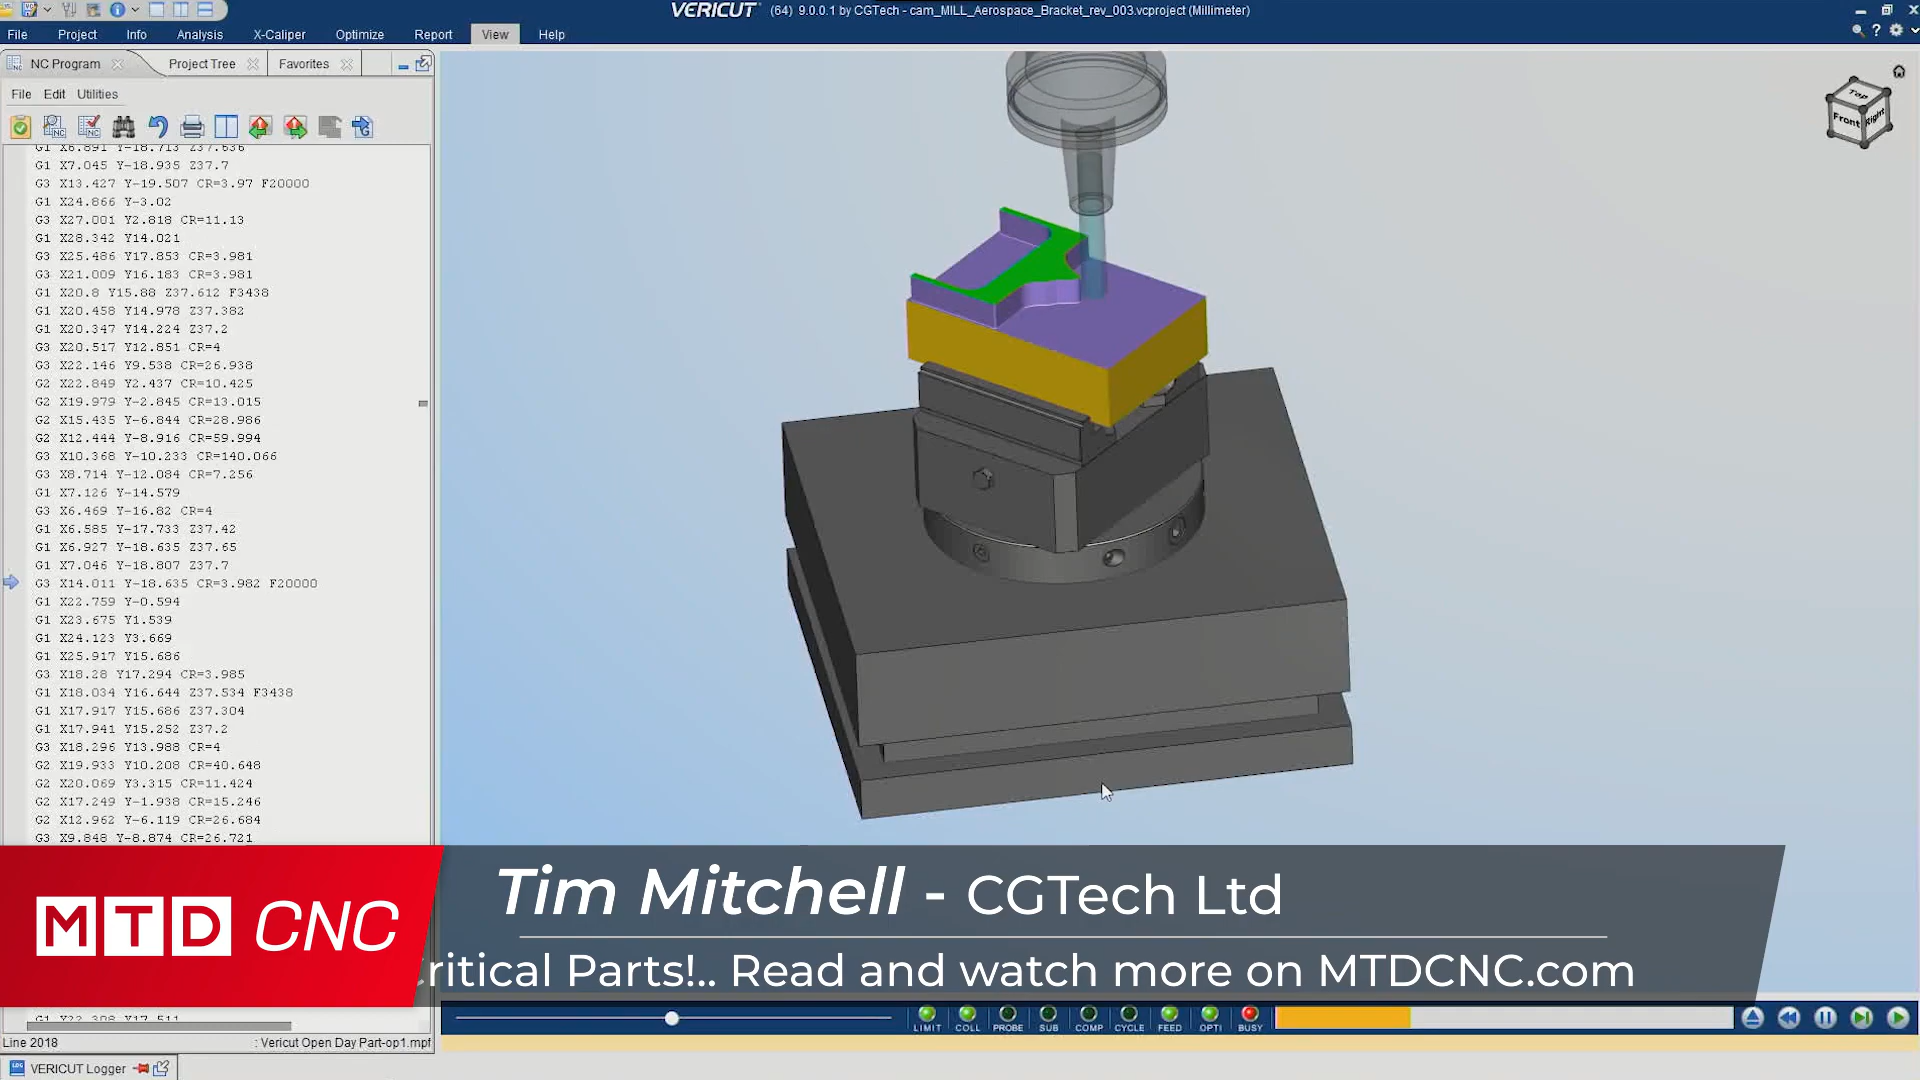 VERICUT (64) 9.0.0.1 by CGTech - cam_MILL_Aerospace_Bracket_rev_003.vcproject (Millimeter)
File Project Info Analysis X-Caliper Optimize Report View Help
NC Program Project Tree Favorites
File Edit Utilities
G1 X6.891 Y-18.713 Z37.636
G1 X7.045 Y-18.935 Z37.7
G3 X13.427 Y-19.507 CR=3.97 F20000
G1 X24.866 Y-3.02
G3 X27.001 Y2.818 CR=11.13
G1 X28.342 Y14.021
G3 X25.486 Y17.853 CR=3.981
G3 X21.009 Y16.183 CR=3.981
G1 X20.8 Y15.88 Z37.612 F3438
G1 X20.458 Y14.978 Z37.382
G1 X20.347 Y14.224 Z37.2
G3 X20.517 Y12.851 CR=4
G3 X22.146 Y9.538 CR=26.938
G2 X22.849 Y2.437 CR=10.425
G2 X19.979 Y-2.845 CR=13.015
G2 X15.435 Y-6.844 CR=28.986
G2 X12.444 Y-8.916 CR=59.994
G3 X10.368 Y-10.233 CR=140.066
G3 X8.714 Y-12.084 CR=7.256
G1 X7.126 Y-14.579
G3 X6.469 Y-16.82 CR=4
G1 X6.585 Y-17.733 Z37.42
G1 X6.927 Y-18.635 Z37.65
G1 X7.046 Y-18.807 Z37.7
G3 X14.011 Y-18.635 CR=3.982 F20000
G1 X22.759 Y-0.594
G1 X23.675 Y1.539
G1 X24.123 Y3.669
G1 X25.917 Y15.686
G3 X18.28 Y17.294 CR=3.985
G1 X18.034 Y16.644 Z37.534 F3438
G1 X17.917 Y15.686 Z37.304
G1 X17.941 Y15.252 Z37.2
G3 X18.296 Y13.988 CR=4
G3 X19.933 Y10.208 CR=40.648
G2 X20.069 Y3.315 CR=11.424
G2 X17.249 Y-1.938 CR=15.246
G2 X12.962 Y-6.119 CR=26.684
G3 X9.848 Y-8.874 CR=26.721
G1 X22.308 Y17.511
Line 2018 : Vericut Open Day Part-op1.mpf
VERICUT Logger
Top
Front Right
MTD CNC
Tim Mitchell - CGTech Ltd
ritical Parts!.. Read and watch more on MTDCNC.com
LIMIT COLL PROBE SUB COMP CYCLE FEED OPTI BUSY